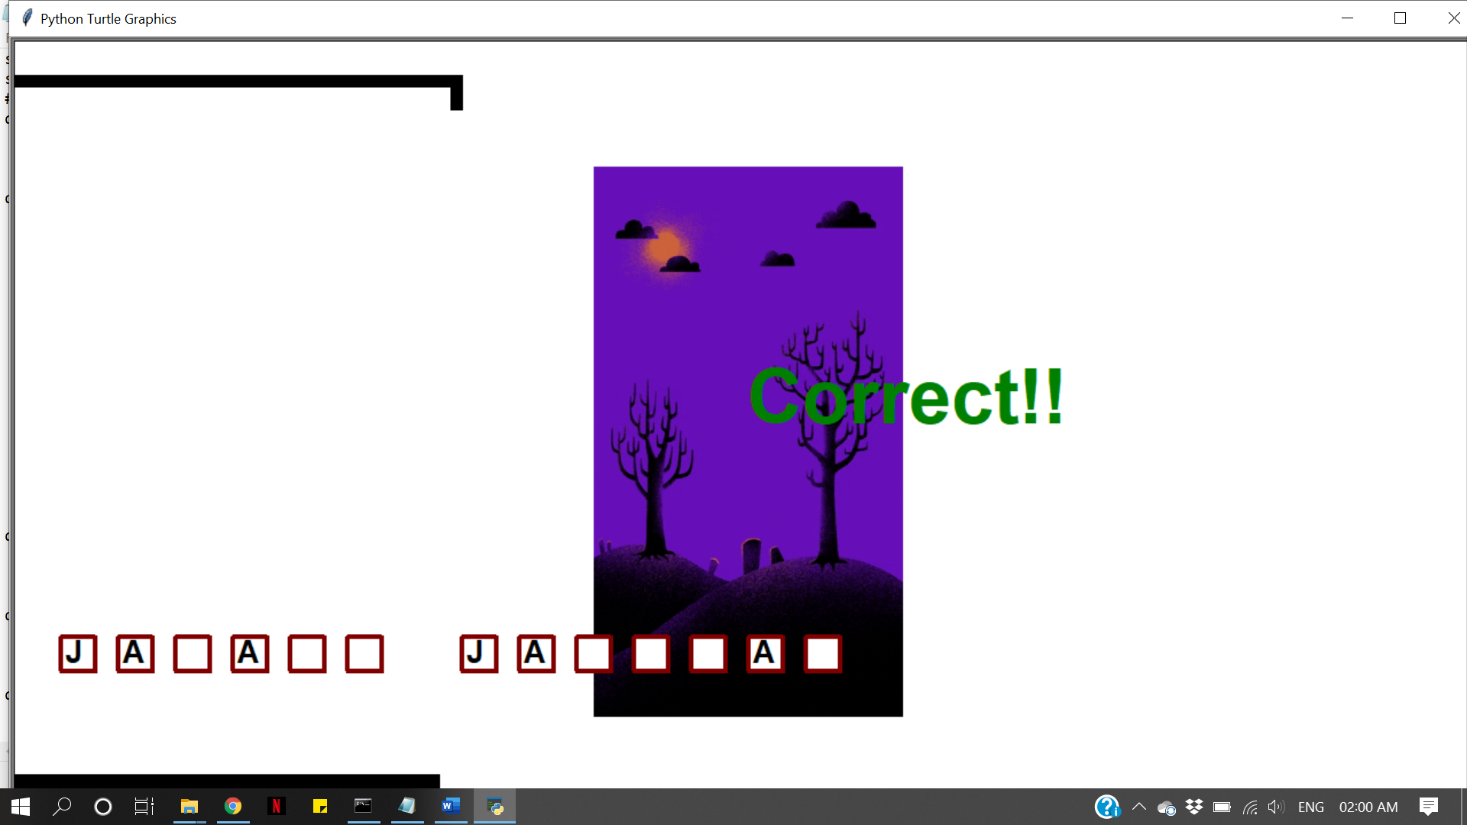 Python Turtle Graphics
Correct!!
J A A J A A
ENG 02:00 AM